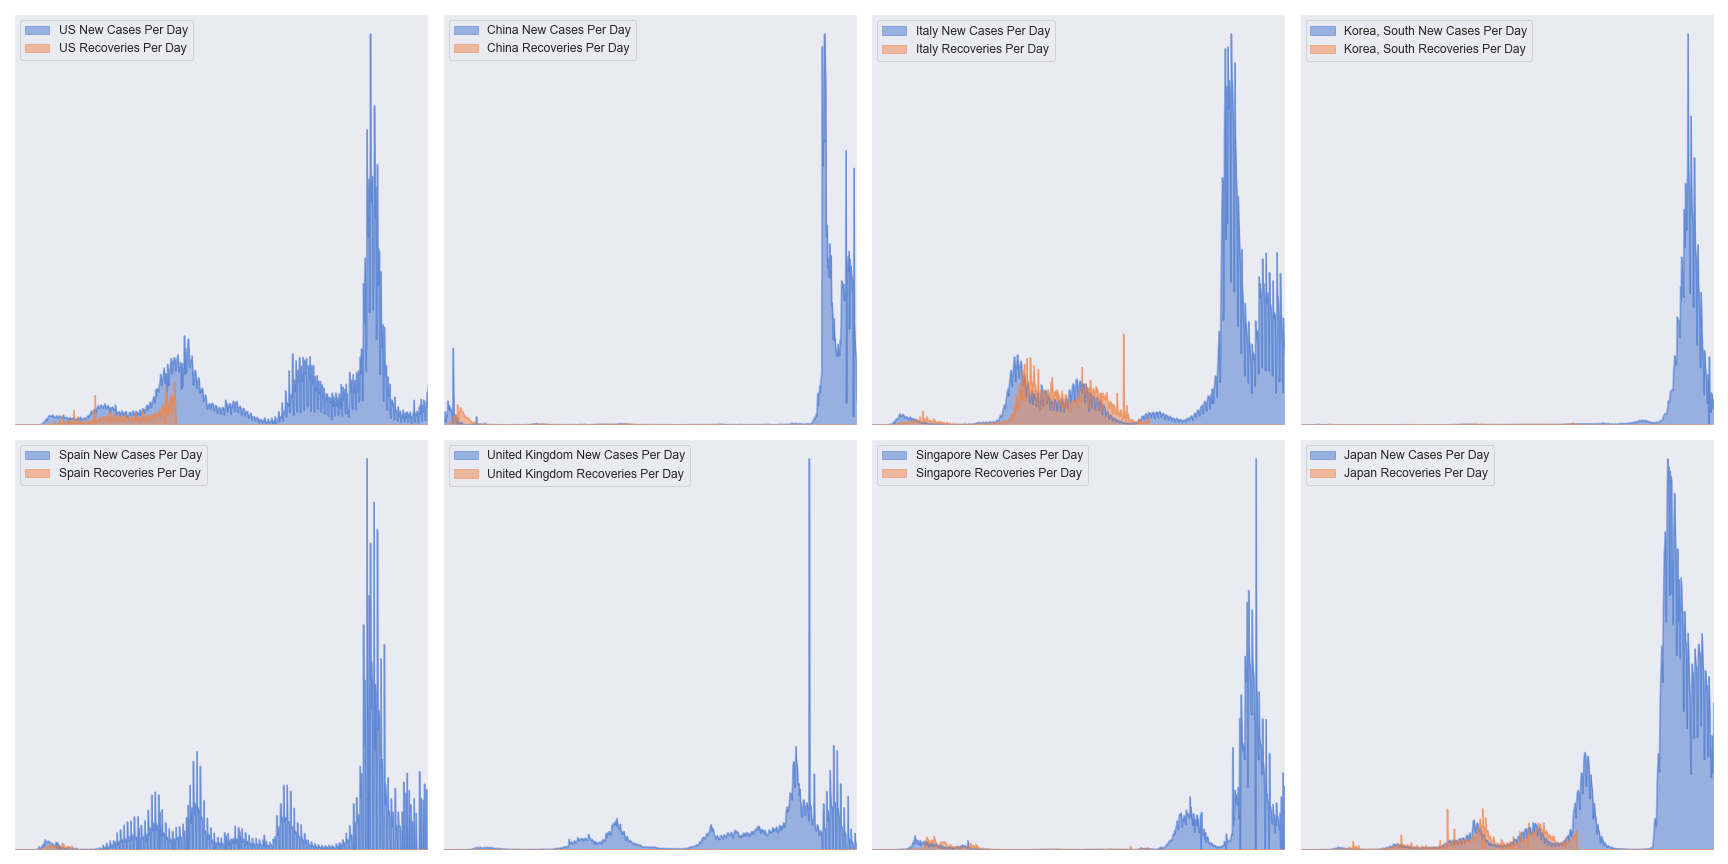 US New Cases Per Day
US Recoveries Per Day
China New Cases Per Day
China Recoveries Per Day
Italy New Cases Per Day
Italy Recoveries Per Day
Korea, South New Cases Per Day
Korea, South Recoveries Per Day
Spain New Cases Per Day
Spain Recoveries Per Day
United Kingdom New Cases Per Day
United Kingdom Recoveries Per Day
Singapore New Cases Per Day
Singapore Recoveries Per Day
Japan New Cases Per Day
Japan Recoveries Per Day